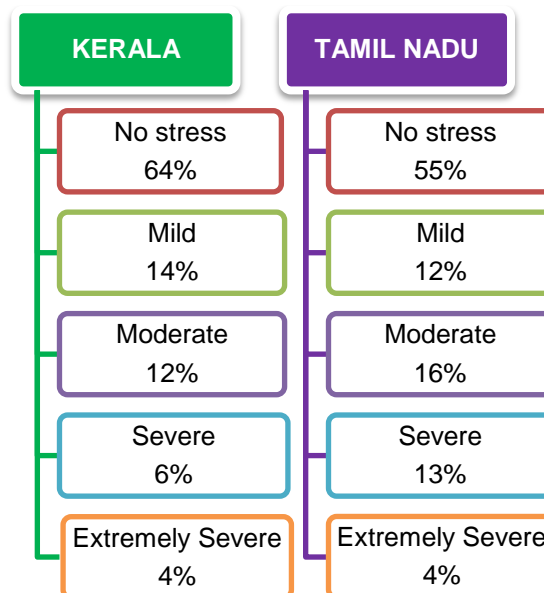 KERALA
No stress
64%
Mild
14%
Moderate
12%
Severe
6%
Extremely Severe
4%
TAMIL NADU
No stress
55%
Mild
12%
Moderate
16%
Severe
13%
Extremely Severe
4%